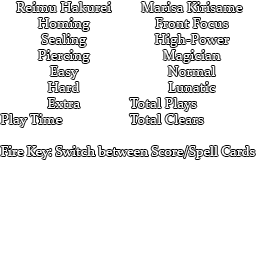 Reimu Hakurei Marisa Kirisame
Homing Front Focus
Sealing High-Power
Piercing Magician
Easy Normal
Hard Lunatic
Extra Total Plays
Play Time Total Clears
Fire Key: Switch between Score/Spell Cards